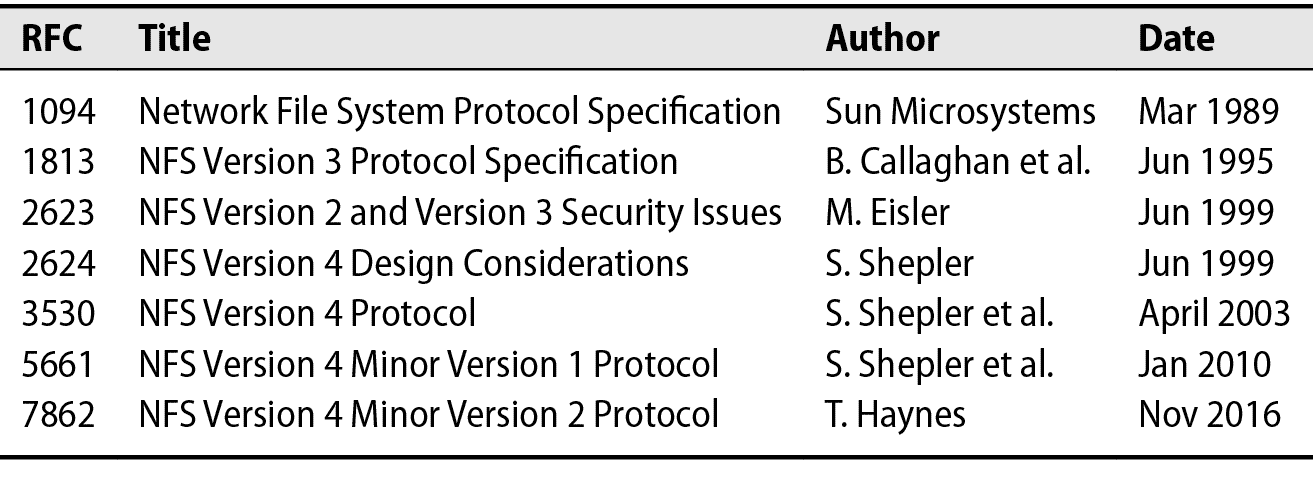 RFC Title Author Date
1094 Network File System Protocol Specification Sun Microsystems Mar 1989
1813 NFS Version 3 Protocol Specification B. Callaghan et al. Jun 1995
2623 NFS Version 2 and Version 3 Security Issues M. Eisler Jun 1999
2624 NFS Version 4 Design Considerations S. Shepler Jun 1999
3530 NFS Version 4 Protocol S. Shepler et al. April 2003
5661 NFS Version 4 Minor Version 1 Protocol S. Shepler et al. Jan 2010
7862 NFS Version 4 Minor Version 2 Protocol T. Haynes Nov 2016